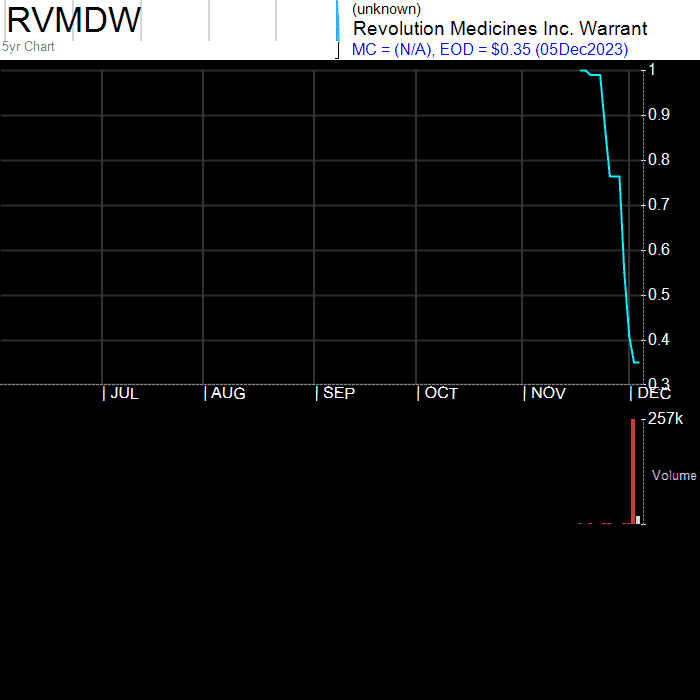 RVMDW
5yr Chart
(unknown)
Revolution Medicines Inc. Warrant
MC = (N/A), EOD = $0.35 (05Dec2023)
1
0.9
0.8
0.7
0.6
0.5
0.4
0.3
| JUL | AUG | SEP | OCT | NOV | DEC
257k
Volume